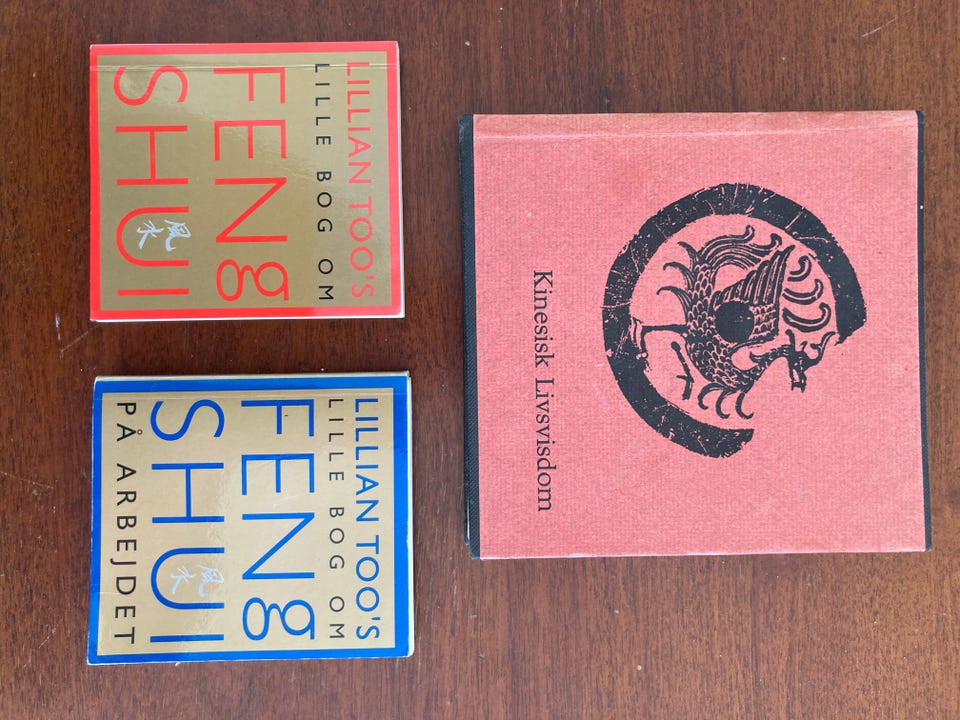 LILLIAN TOO'S
LILLE BOG OM
FENg
SHUI
風水
LILLIAN TOO'S
LILLE BOG OM
FENg
SHUI
風水
PÅ ARBEJDET
Kinesisk Livsvisdom